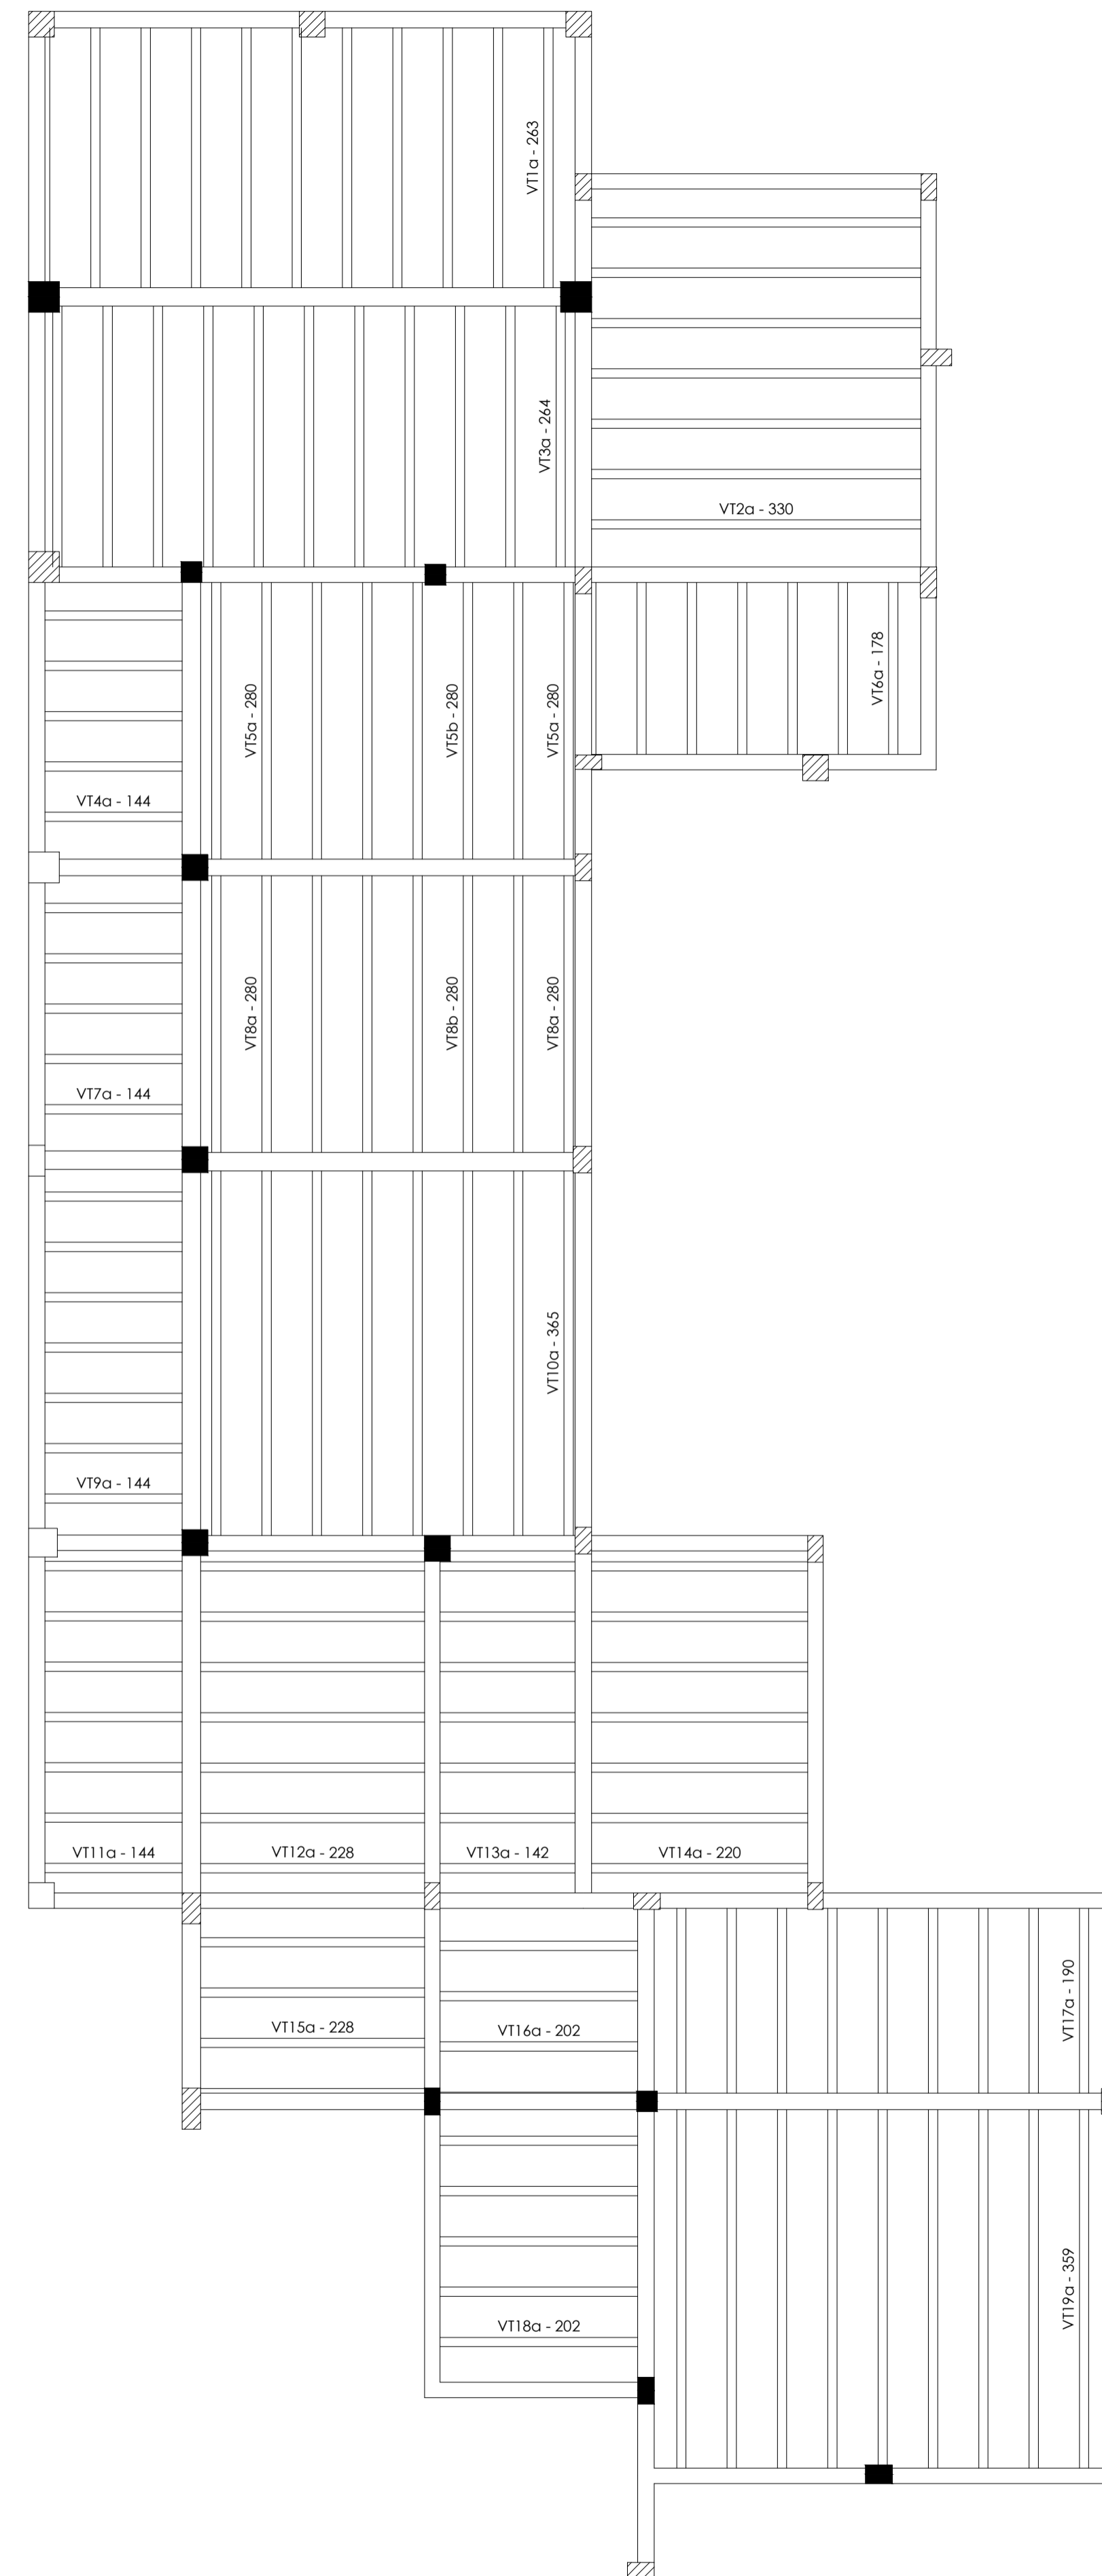 VT1a - 263
VT3a - 264
VT2a - 330
VT5a - 280
VT5b - 280
VT5a - 280
VT6a - 178
VT4a - 144
VT8a - 280
VT8b - 280
VT8a - 280
VT7a - 144
VT10a - 365
VT9a - 144
VT11a - 144
VT12a - 228
VT13a - 142
VT14a - 220
VT15a - 228
VT16a - 202
VT17a - 190
VT18a - 202
VT19a - 359